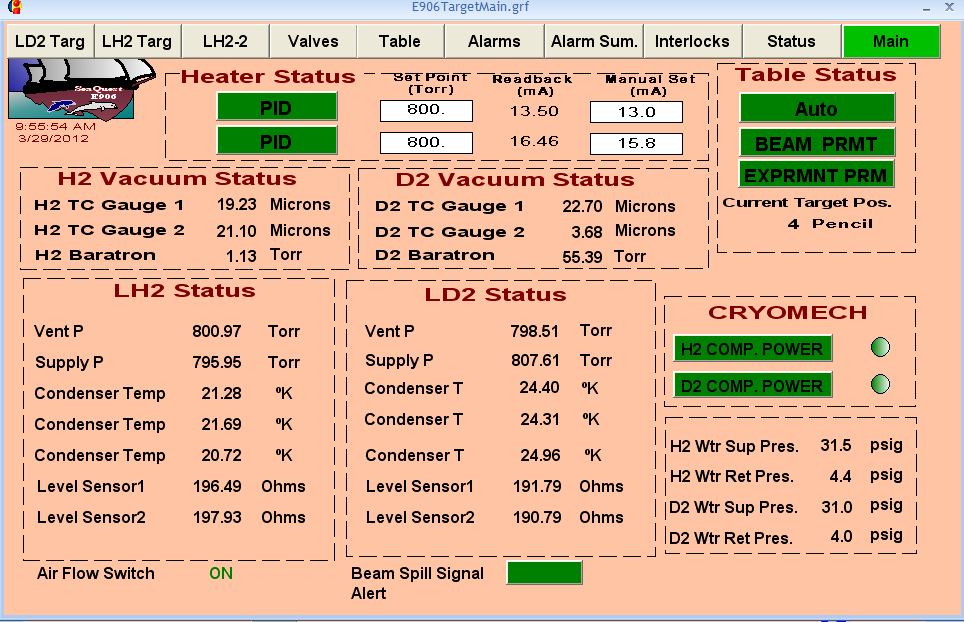 E906TargetMain.grf
LD2 Targ LH2 Targ LH2-2 Valves Table Alarms Alarm Sum. Interlocks Status Main
SeaQuest
E906
9:55:54 AM
3/29/2012
Heater Status
Set Point (Torr) Readback (mA) Manual Set (mA)
PID 800. 13.50 13.0
PID 800. 16.46 15.8
Table Status
Auto
BEAM PRMT
EXPRMNT PRM
Current Target Pos.
4 Pencil
H2 Vacuum Status
H2 TC Gauge 1 19.23 Microns
H2 TC Gauge 2 21.10 Microns
H2 Baratron 1.13 Torr
D2 Vacuum Status
D2 TC Gauge 1 22.70 Microns
D2 TC Gauge 2 3.68 Microns
D2 Baratron 55.39 Torr
LH2 Status
Vent P 800.97 Torr
Supply P 795.95 Torr
Condenser Temp 21.28 ºK
Condenser Temp 21.69 ºK
Condenser Temp 20.72 ºK
Level Sensor1 196.49 Ohms
Level Sensor2 197.93 Ohms
LD2 Status
Vent P 798.51 Torr
Supply P 807.61 Torr
Condenser T 24.40 ºK
Condenser T 24.31 ºK
Condenser T 24.96 ºK
Level Sensor1 191.79 Ohms
Level Sensor2 190.79 Ohms
CRYOMECH
H2 COMP. POWER
D2 COMP. POWER
H2 Wtr Sup Pres. 31.5 psig
H2 Wtr Ret Pres. 4.4 psig
D2 Wtr Sup Pres. 31.0 psig
D2 Wtr Ret Pres. 4.0 psig
Air Flow Switch ON
Beam Spill Signal
Alert